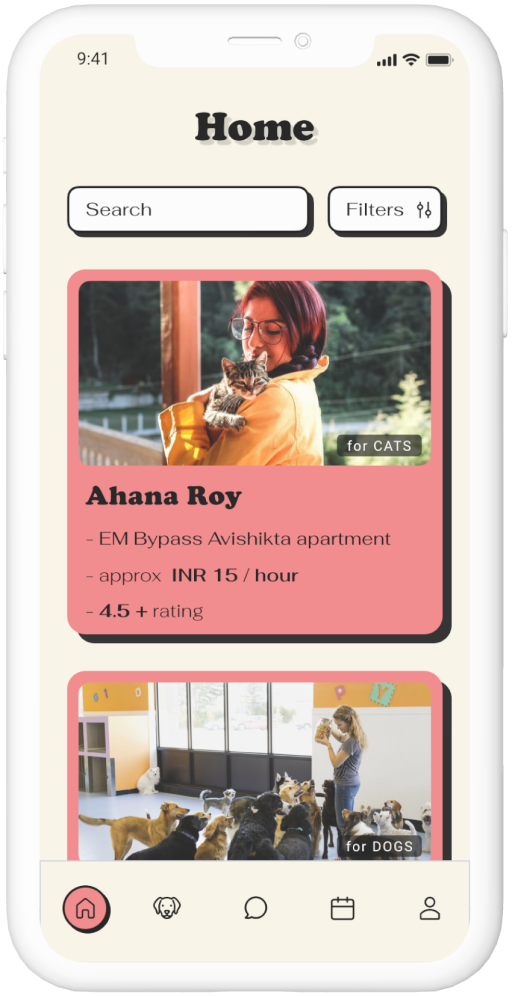 9:41
Home
Search
Filters
for CATS
Ahana Roy
- EM Bypass Avishikta apartment
- approx INR 15 / hour
- 4.5 + rating
for DOGS